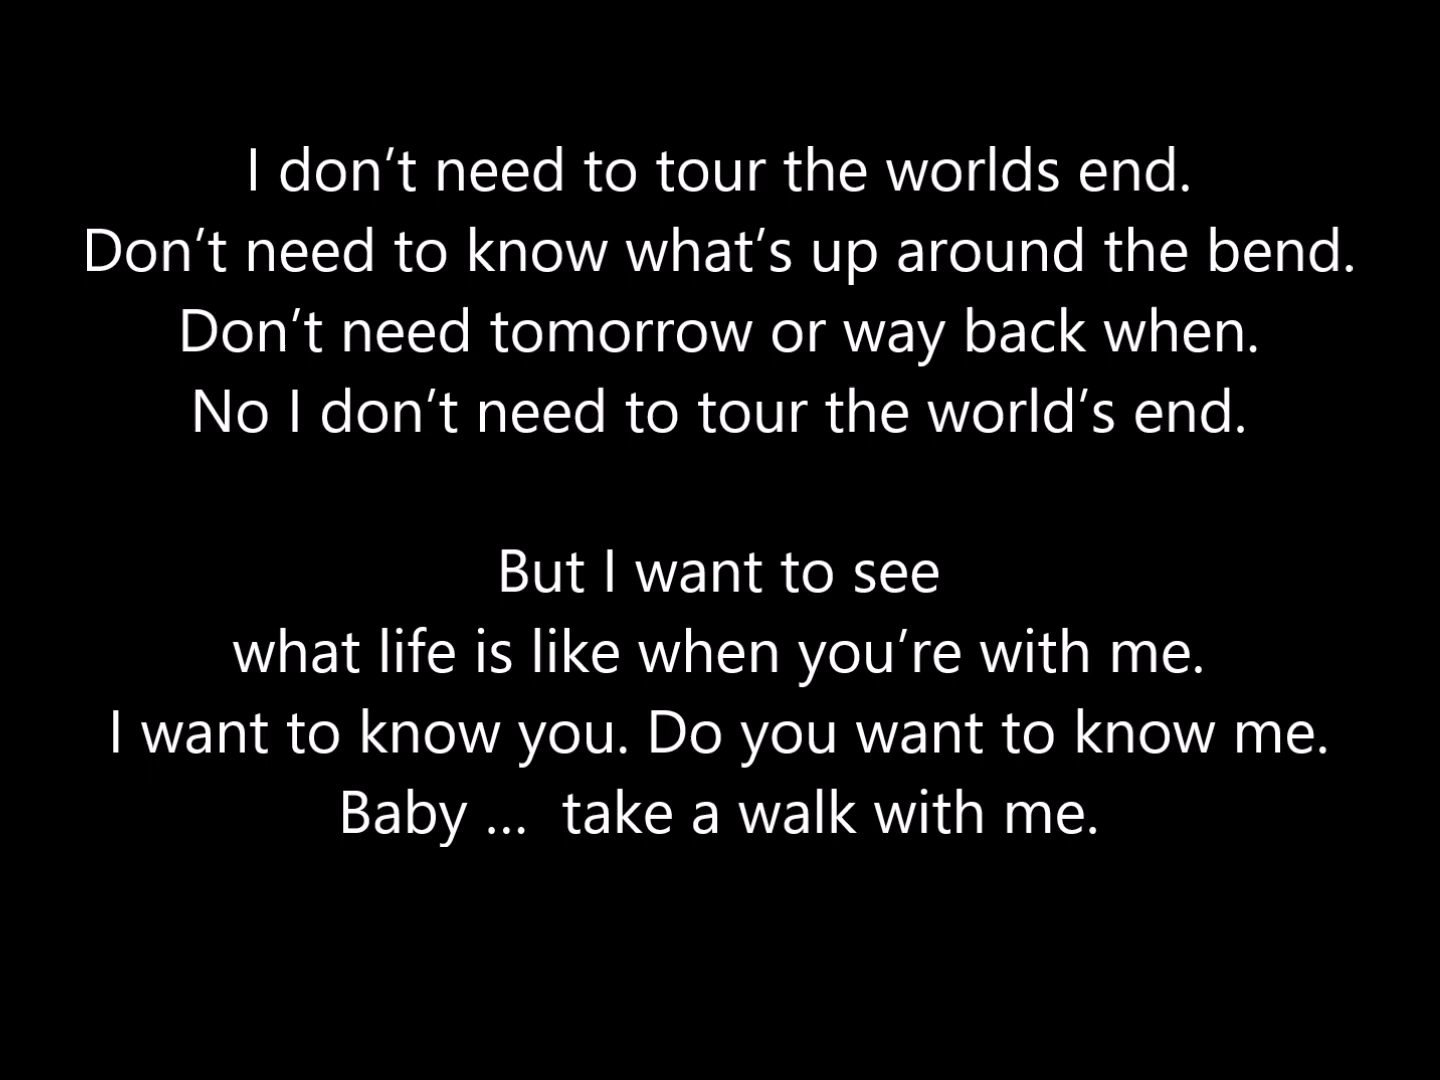 I don’t need to tour the worlds end.
Don’t need to know what’s up around the bend.
Don’t need tomorrow or way back when.
No I don’t need to tour the world’s end.
But I want to see
what life is like when you’re with me.
I want to know you. Do you want to know me.
Baby …  take a walk with me.